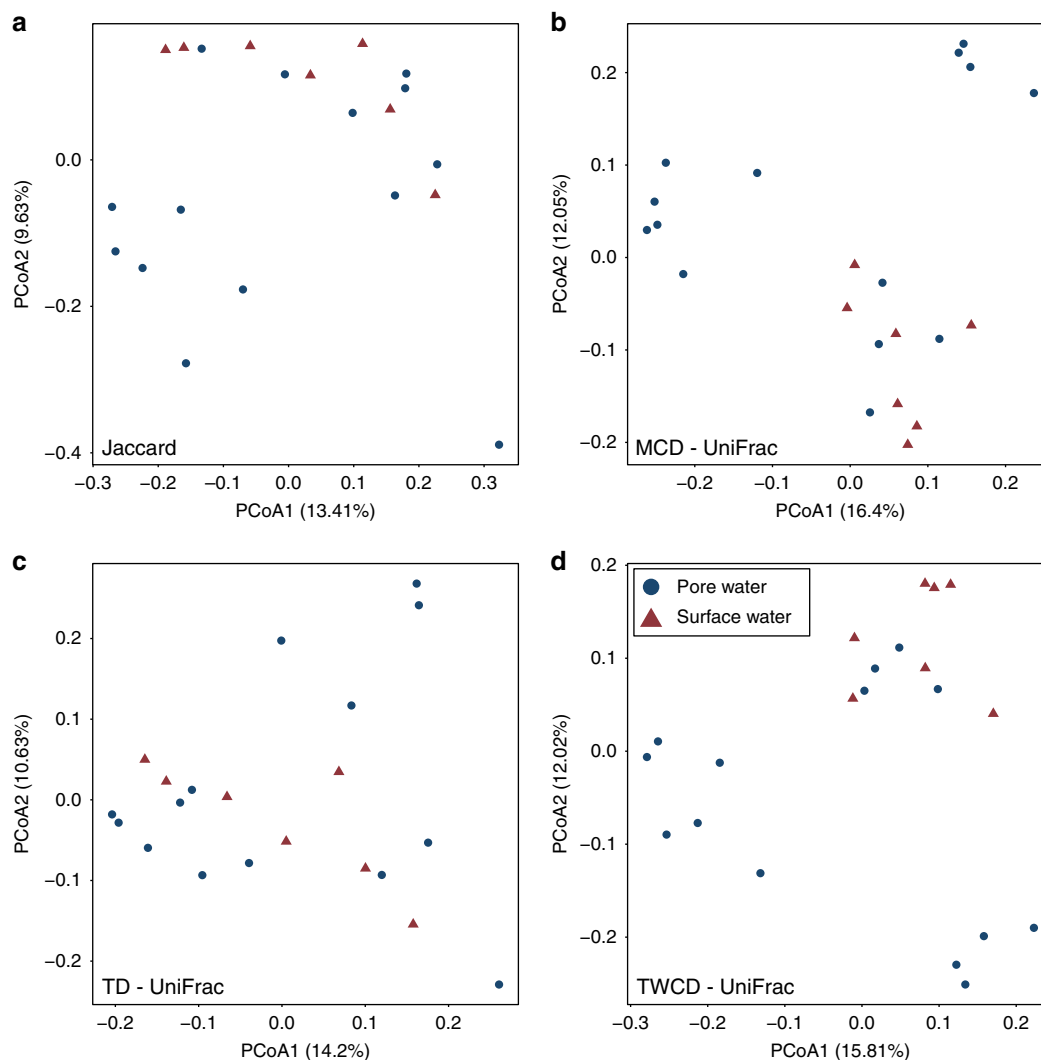 a
0.0
−0.2
−0.4
PCoA2 (9.63%)
Jaccard
−0.3
−0.2
−0.1
0.0
0.1
0.2
0.3
PCoA1 (13.41%)
b
0.2
0.1
0.0
−0.1
−0.2
PCoA2 (12.05%)
MCD - UniFrac
−0.2
−0.1
0.0
0.1
0.2
PCoA1 (16.4%)
c
0.2
0.1
0.0
−0.1
−0.2
PCoA2 (10.63%)
TD - UniFrac
−0.2
−0.1
0.0
0.1
0.2
PCoA1 (14.2%)
d
0.2
0.1
0.0
−0.1
−0.2
PCoA2 (12.02%)
Pore water
Surface water
TWCD - UniFrac
−0.3
−0.2
−0.1
0.0
0.1
0.2
PCoA1 (15.81%)